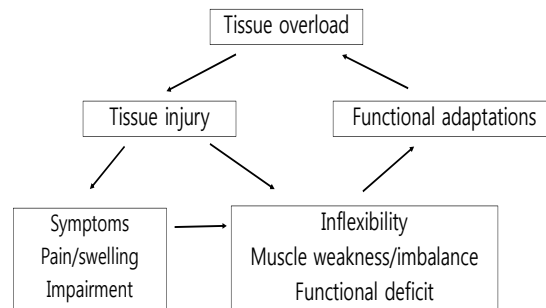 Tissue overload
Tissue injury
Functional adaptations
Symptoms
Pain/swelling
Impairment
Inflexibility
Muscle weakness/imbalance
Functional deficit